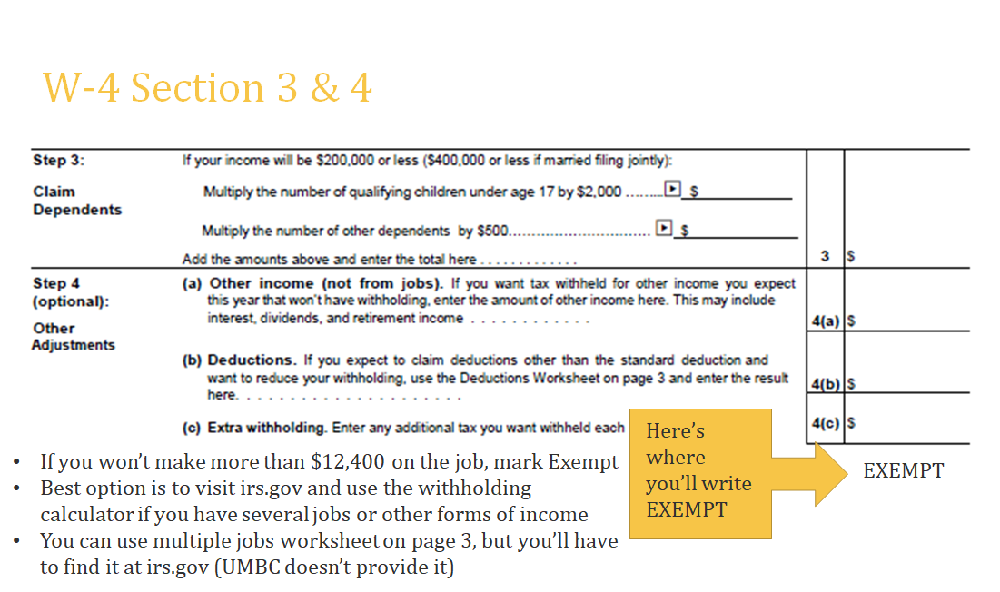 W-4 Section 3 & 4
Step 3: If your income will be $200,000 or less ($400,000 or less if married filing jointly):
Claim Dependents
Multiply the number of qualifying children under age 17 by $2,000 ......... $
Multiply the number of other dependents by $500............................... $
Add the amounts above and enter the total here . . . . . . . . . . . . . 3 $
Step 4 (optional):
Other Adjustments
(a) Other income (not from jobs). If you want tax withheld for other income you expect
this year that won't have withholding, enter the amount of other income here. This may include
interest, dividends, and retirement income . . . . . . . . . . . . 4(a) $
(b) Deductions. If you expect to claim deductions other than the standard deduction and
want to reduce your withholding, use the Deductions Worksheet on page 3 and enter the result
here. . . . . . . . . . . . . . . . . . . . . . 4(b) $
(c) Extra withholding. Enter any additional tax you want withheld each 4(c) $
Here's
where
you'll write
EXEMPT
EXEMPT
• If you won't make more than $12,400 on the job, mark Exempt
• Best option is to visit irs.gov and use the withholding
calculator if you have several jobs or other forms of income
• You can use multiple jobs worksheet on page 3, but you'll have
to find it at irs.gov (UMBC doesn't provide it)